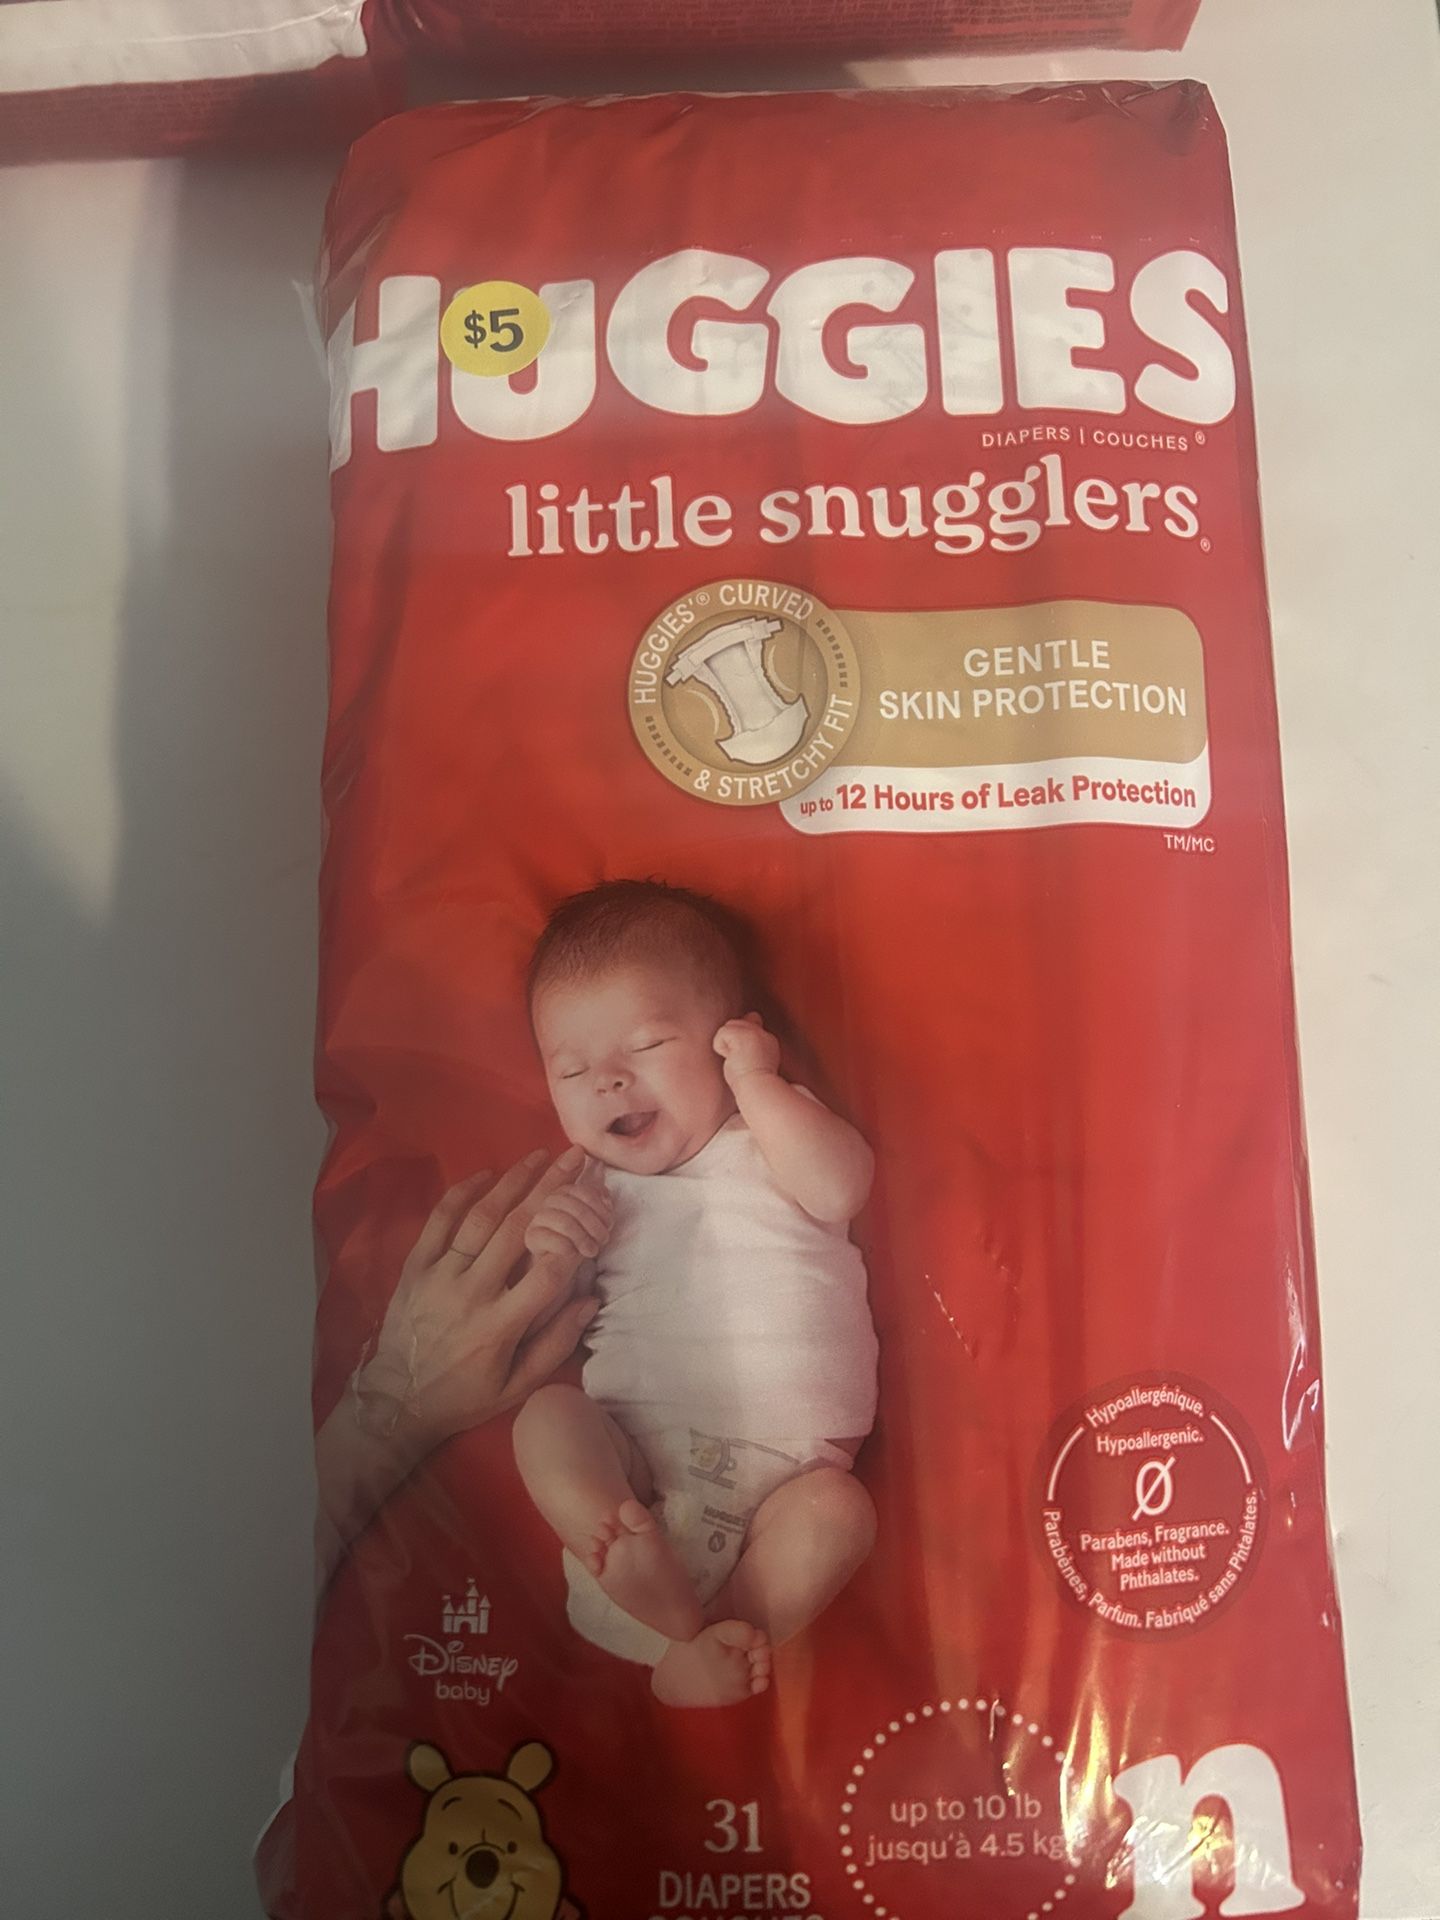 HUGGIES
$5
DIAPERS | COUCHES ®
little snugglers®
HUGGIES'® CURVED
& STRETCHY FIT
GENTLE
SKIN PROTECTION
up to 12 Hours of Leak Protection
TM/MC
HUGGIES
Hypoallergénique.
Hypoallergenic.
Ø
Parabens, Fragrance.
Made without
Phthalates.
Parabènes, Parfum. Fabriqué sans Phtalates.
Disney
baby
31
DIAPERS
up to 10 lb
jusqu'à 4.5 kg
n